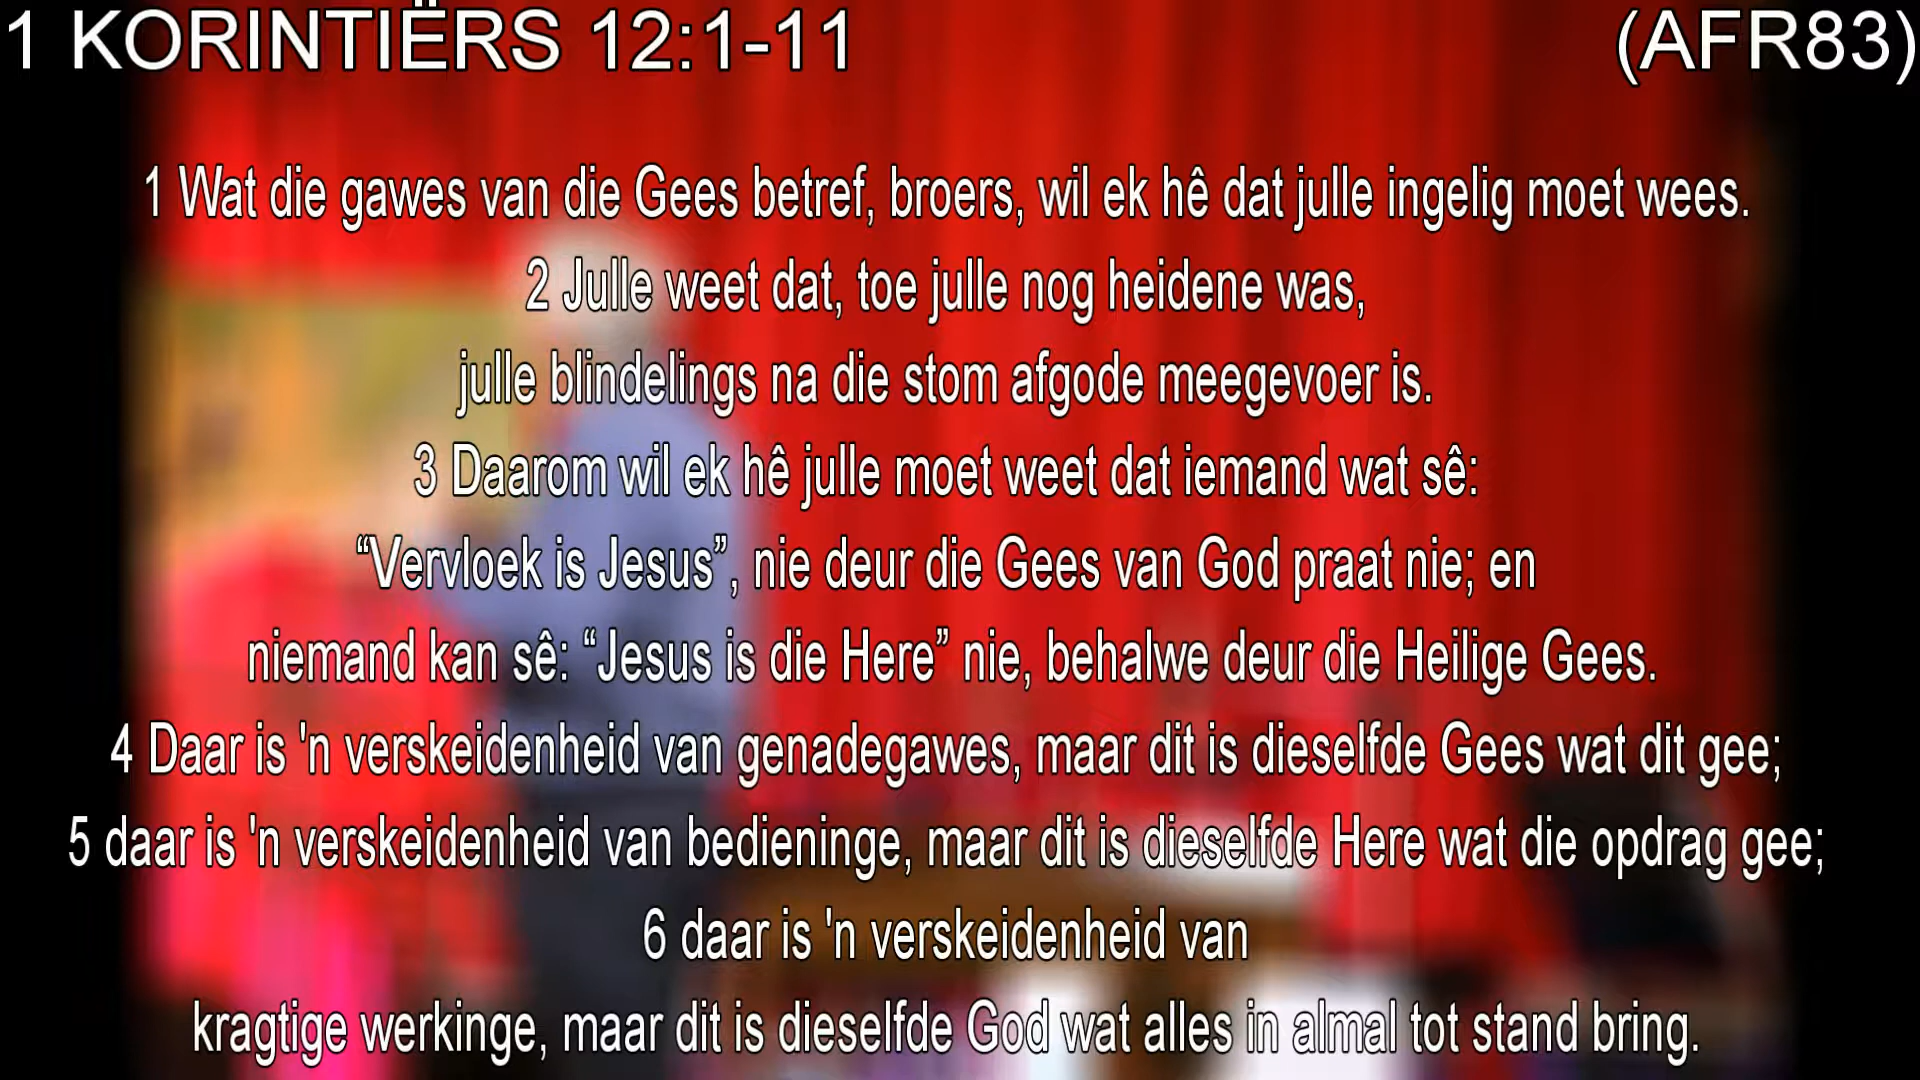 1 KORINTIËRS 12:1-11 (AFR83)
1 Wat die gawes van die Gees betref, broers, wil ek hê dat julle ingelig moet wees.
2 Julle weet dat, toe julle nog heidene was,
julle blindelings na die stom afgode meegevoer is.
3 Daarom wil ek hê julle moet weet dat iemand wat sê:
“Vervloek is Jesus”, nie deur die Gees van God praat nie; en
niemand kan sê: “Jesus is die Here” nie, behalwe deur die Heilige Gees.
4 Daar is 'n verskeidenheid van genadegawes, maar dit is dieselfde Gees wat dit gee;
5 daar is 'n verskeidenheid van bedieninge, maar dit is dieselfde Here wat die opdrag gee;
6 daar is 'n verskeidenheid van
kragtige werkinge, maar dit is dieselfde God wat alles in almal tot stand bring.